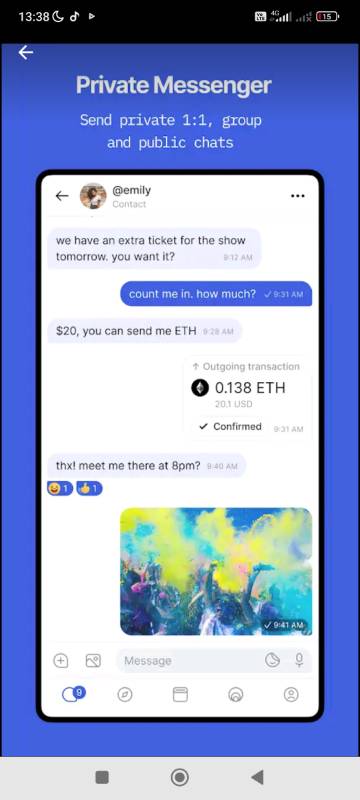 13:38
Vo LTE 4G 15
Private Messenger
Send private 1:1, group
and public chats
@emily
Contact
we have an extra ticket for the show
tomorrow. you want it? 9:12 AM
count me in. how much? ✓ 9:31 AM
$20, you can send me ETH 9:28 AM
↑ Outgoing transaction
0.138 ETH
20.1 USD
✓ Confirmed 9:31 AM
thx! meet me there at 8pm? 9:40 AM
1 1
✓ 9:41 AM
Message
9